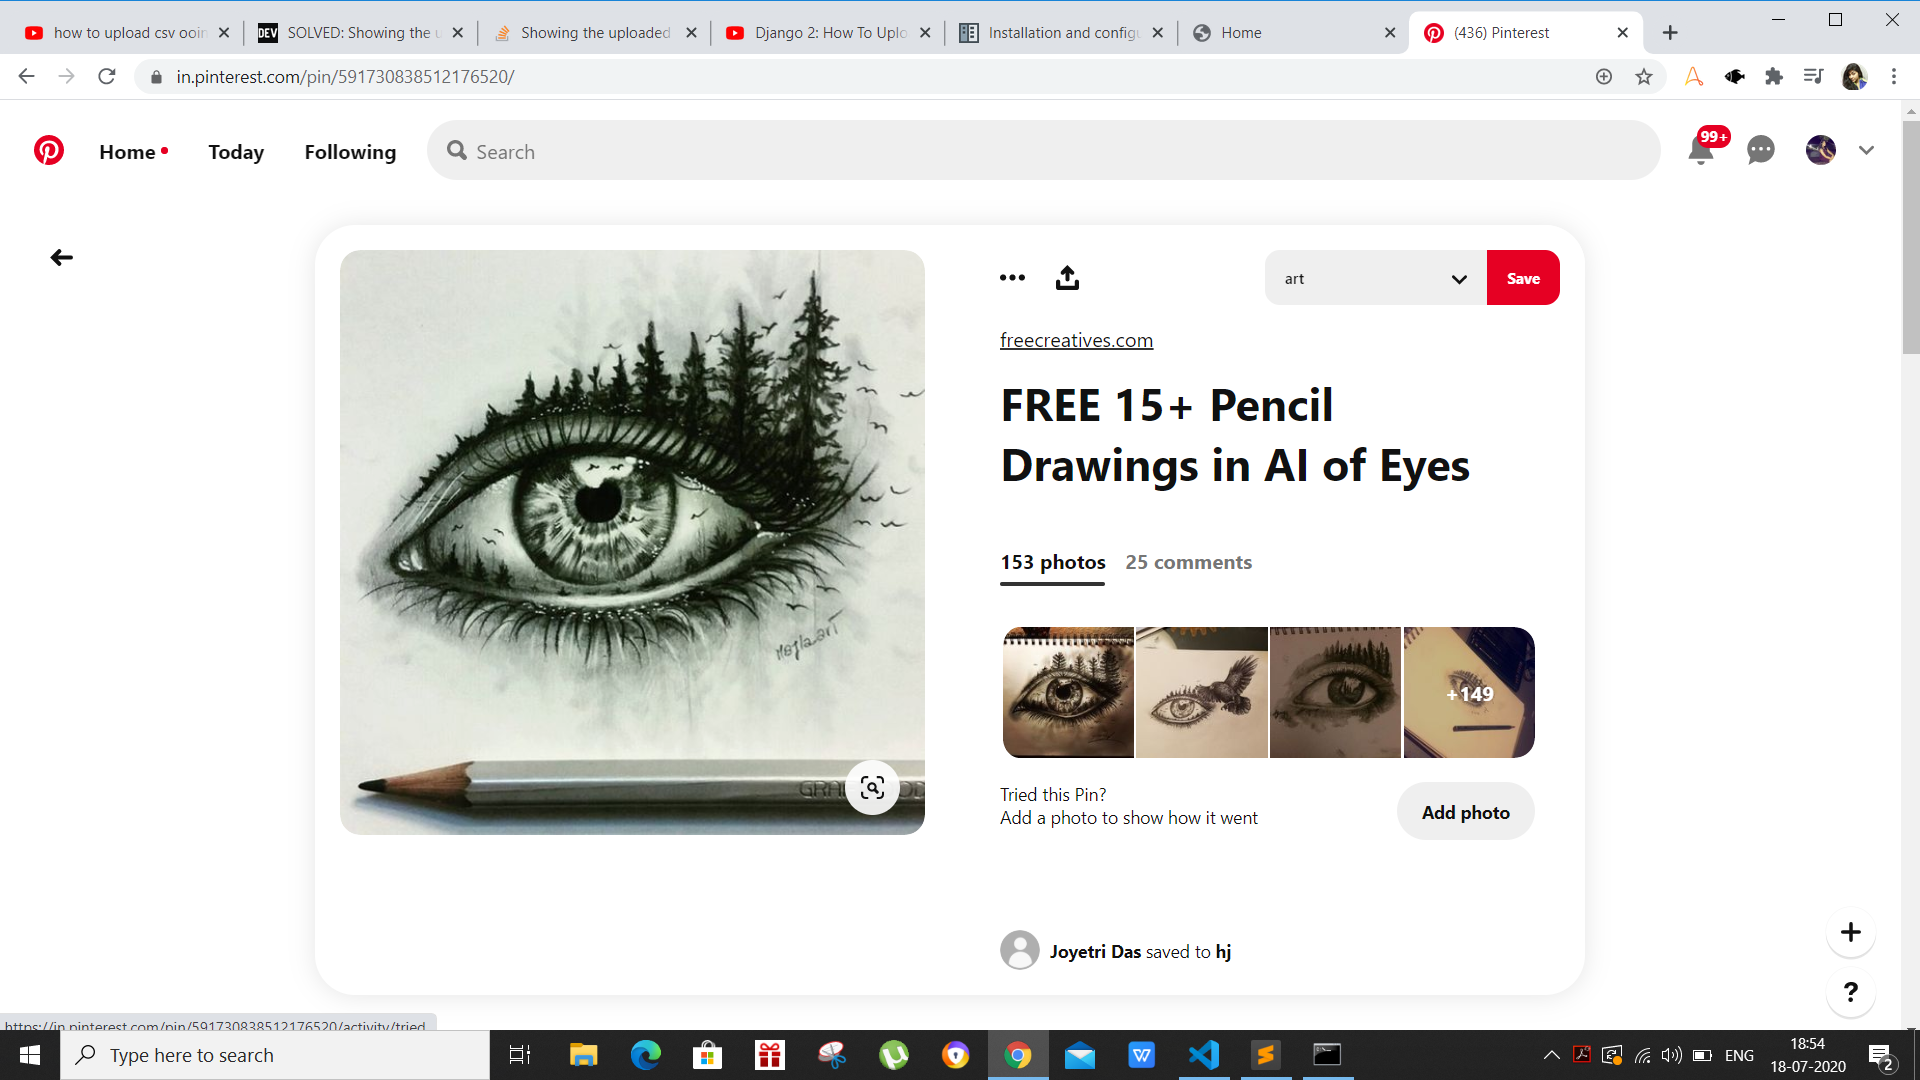 how to upload csv ooin
SOLVED: Showing the u
Showing the uploaded
Django 2: How To Uplo
Installation and configu
Home
(436) Pinterest
in.pinterest.com/pin/591730838512176520/
Home
Today
Following
Search
99+
art
Save
freecreatives.com
FREE 15+ Pencil
Drawings in AI of Eyes
153 photos
25 comments
+149
Tried this Pin?
Add a photo to show how it went
Add photo
Joyetri Das saved to hj
?
https://in.pinterest.com/pin/591730838512176520/activity/tried
Type here to search
ENG
18:54
18-07-2020
2
DEV